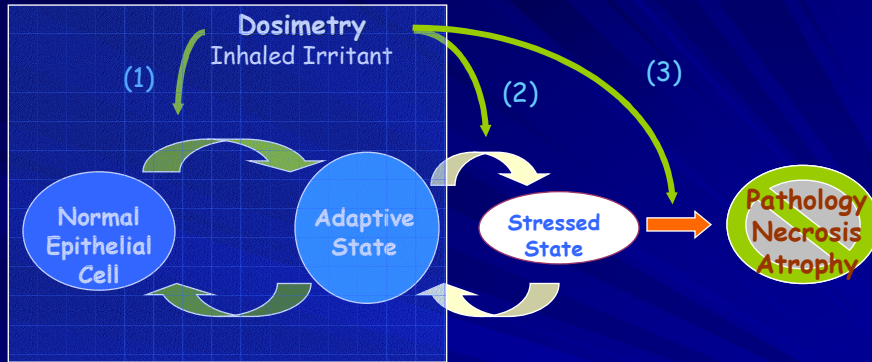 Dosimetry
Inhaled Irritant
(1)
(2)
(3)
Normal
Epithelial
Cell
Adaptive
State
Stressed
State
Pathology
Necrosis
Atrophy